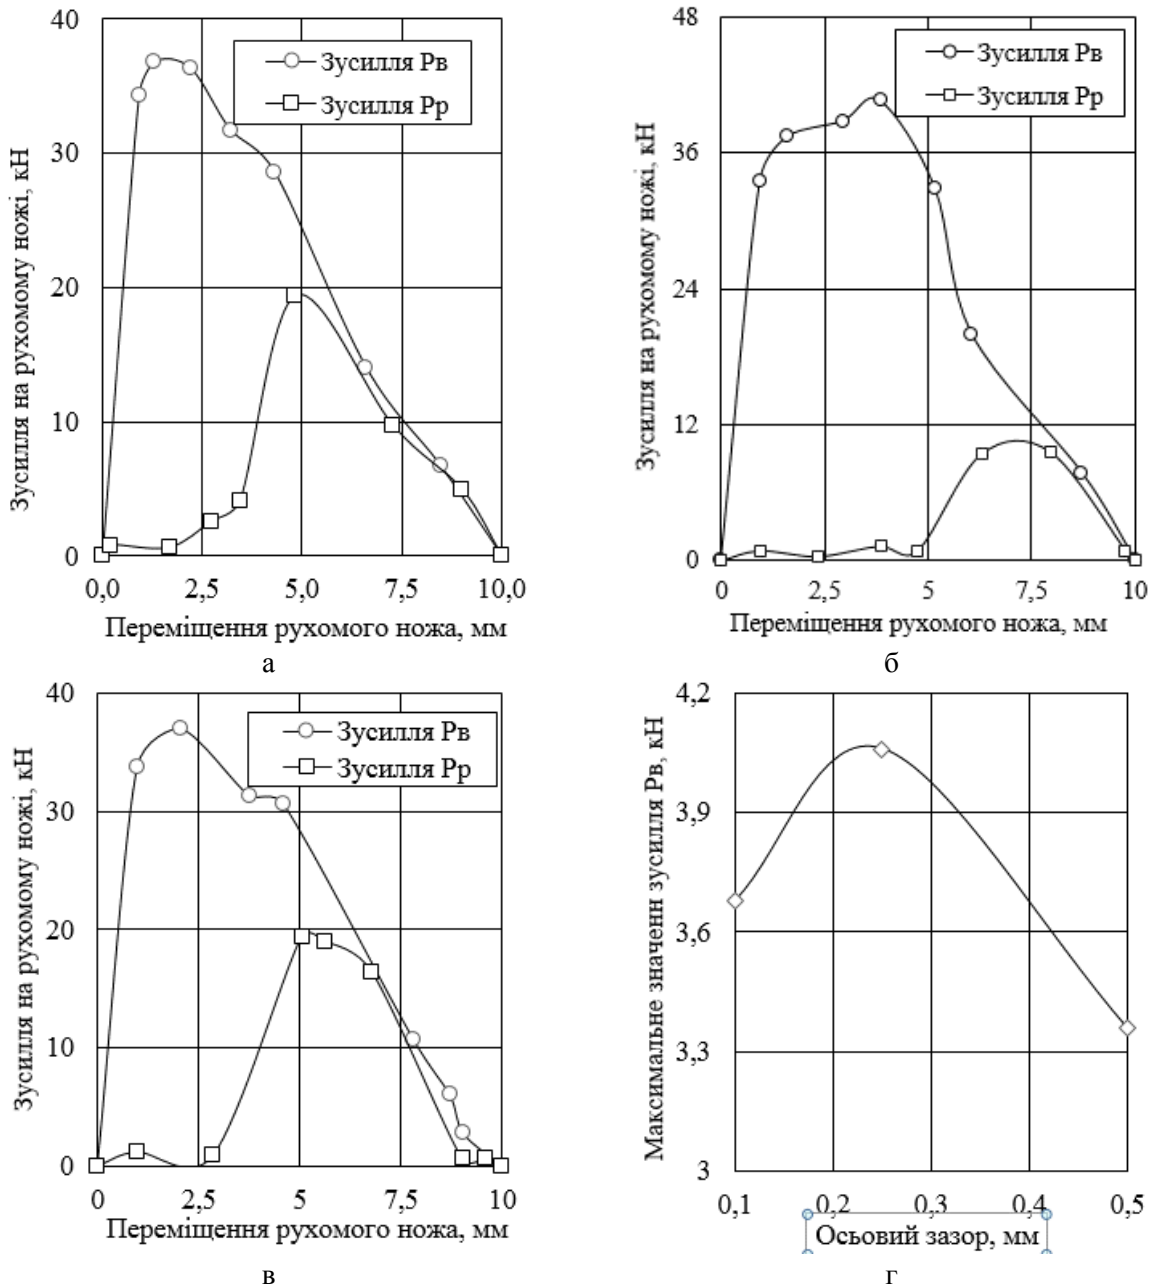 40
30
20
10
0
0,0 2,5 5,0 7,5 10,0
Зусилля на рухомому ножі, кН
Зусилля Рв
Зусилля Рр
Переміщення рухомого ножа, мм
а
48
36
24
12
0
0 2,5 5 7,5 10
Зусилля на рухомому ножі, кН
Зусилля Рв
Зусилля Рр
Переміщення рухомого ножа, мм
б
40
30
20
10
0
0 2,5 5 7,5 10
Зусилля на рухомому ножі, кН
Зусилля Рв
Зусилля Рр
Переміщення рухомого ножа, мм
в
4,2
3,9
3,6
3,3
3
0,1 0,2 0,3 0,4 0,5
Максимальне значенн зусилля Рв, кН
Осьовий зазор, мм
г